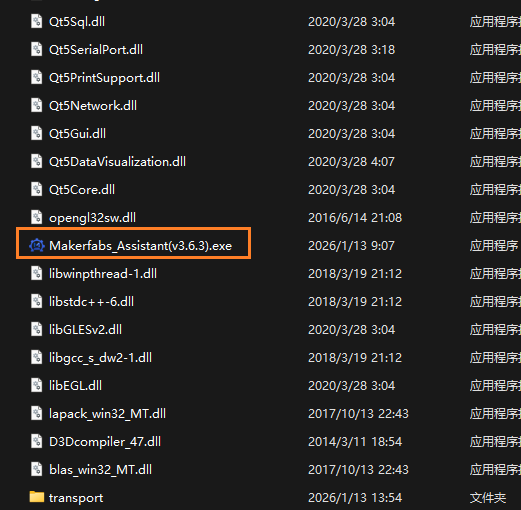 Qt5Sql.dll 2020/3/28 3:04 应用程序扩
Qt5SerialPort.dll 2020/3/28 3:18 应用程序扩
Qt5PrintSupport.dll 2020/3/28 3:04 应用程序扩
Qt5Network.dll 2020/3/28 3:04 应用程序扩
Qt5Gui.dll 2020/3/28 3:04 应用程序扩
Qt5DataVisualization.dll 2020/3/28 4:07 应用程序扩
Qt5Core.dll 2020/3/28 3:04 应用程序扩
opengl32sw.dll 2016/6/14 21:08 应用程序扩
Makerfabs_Assistant(v3.6.3).exe 2026/1/13 9:07 应用程序
libwinpthread-1.dll 2018/3/19 21:12 应用程序扩
libstdc++-6.dll 2018/3/19 21:12 应用程序扩
libGLESv2.dll 2020/3/28 3:04 应用程序扩
libgcc_s_dw2-1.dll 2018/3/19 21:12 应用程序扩
libEGL.dll 2020/3/28 3:04 应用程序扩
lapack_win32_MT.dll 2017/10/13 22:43 应用程序扩
D3Dcompiler_47.dll 2014/3/11 18:54 应用程序扩
blas_win32_MT.dll 2017/10/13 22:43 应用程序扩
transport 2026/1/13 13:54 文件夹